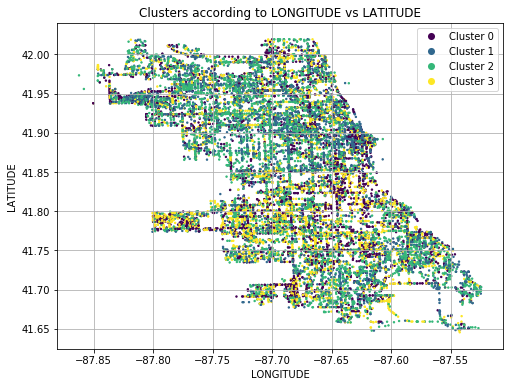 Clusters according to LONGITUDE vs LATITUDE
Cluster 0
Cluster 1
Cluster 2
Cluster 3
42.00
41.95
41.90
41.85
41.80
41.75
41.70
41.65
LATITUDE
−87.85 −87.80 −87.75 −87.70 −87.65 −87.60 −87.55
LONGITUDE